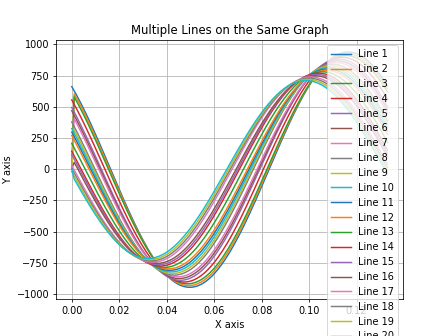 Multiple Lines on the Same Graph
1000
750
500
250
0
−250
−500
−750
−1000
Y axis
0.00
0.02
0.04
0.06
0.08
0.10
X axis
Line 1
Line 2
Line 3
Line 4
Line 5
Line 6
Line 7
Line 8
Line 9
Line 10
Line 11
Line 12
Line 13
Line 14
Line 15
Line 16
Line 17
Line 18
Line 19
Line 20